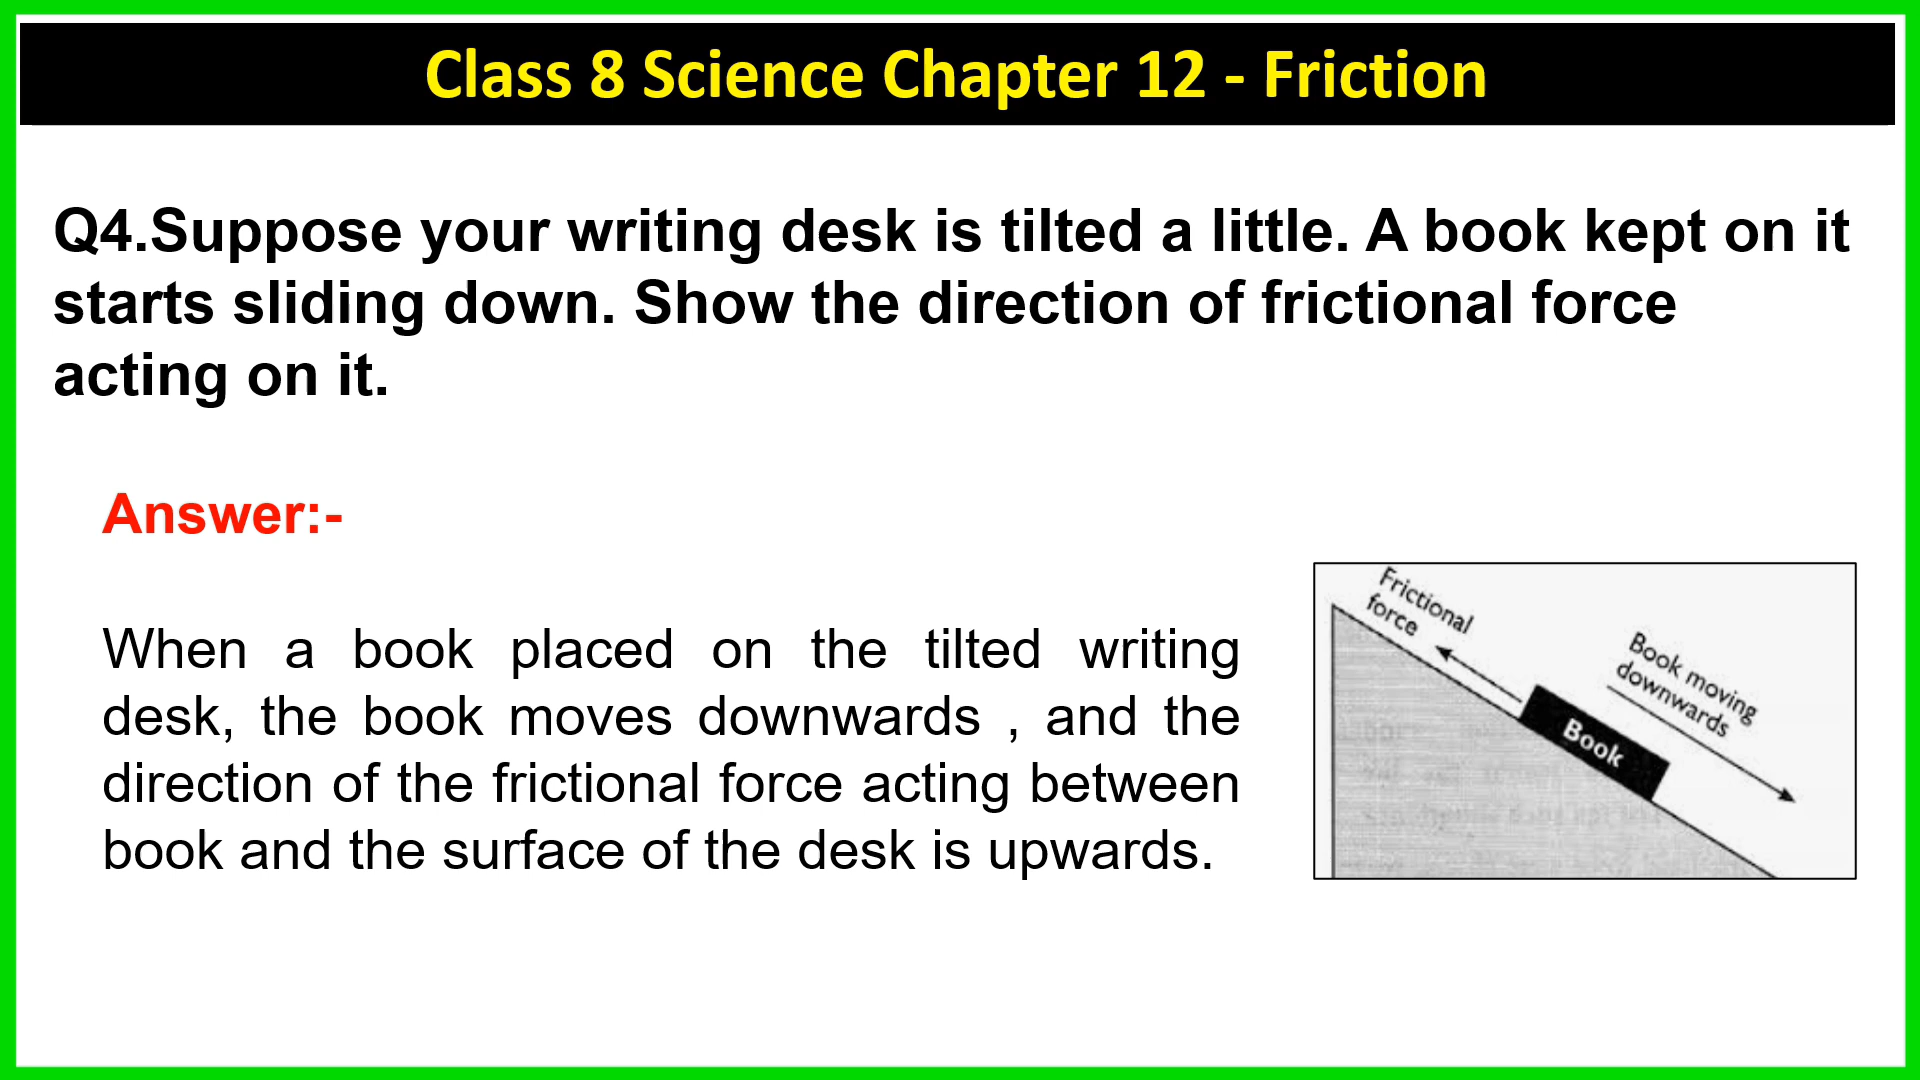 Class 8 Science Chapter 12 - Friction
Q4.Suppose your writing desk is tilted a little. A book kept on it
starts sliding down. Show the direction of frictional force
acting on it.
Answer:-
When a book placed on the tilted writing
desk, the book moves downwards , and the
direction of the frictional force acting between
book and the surface of the desk is upwards.
Frictional
force
Book moving
downwards
Book